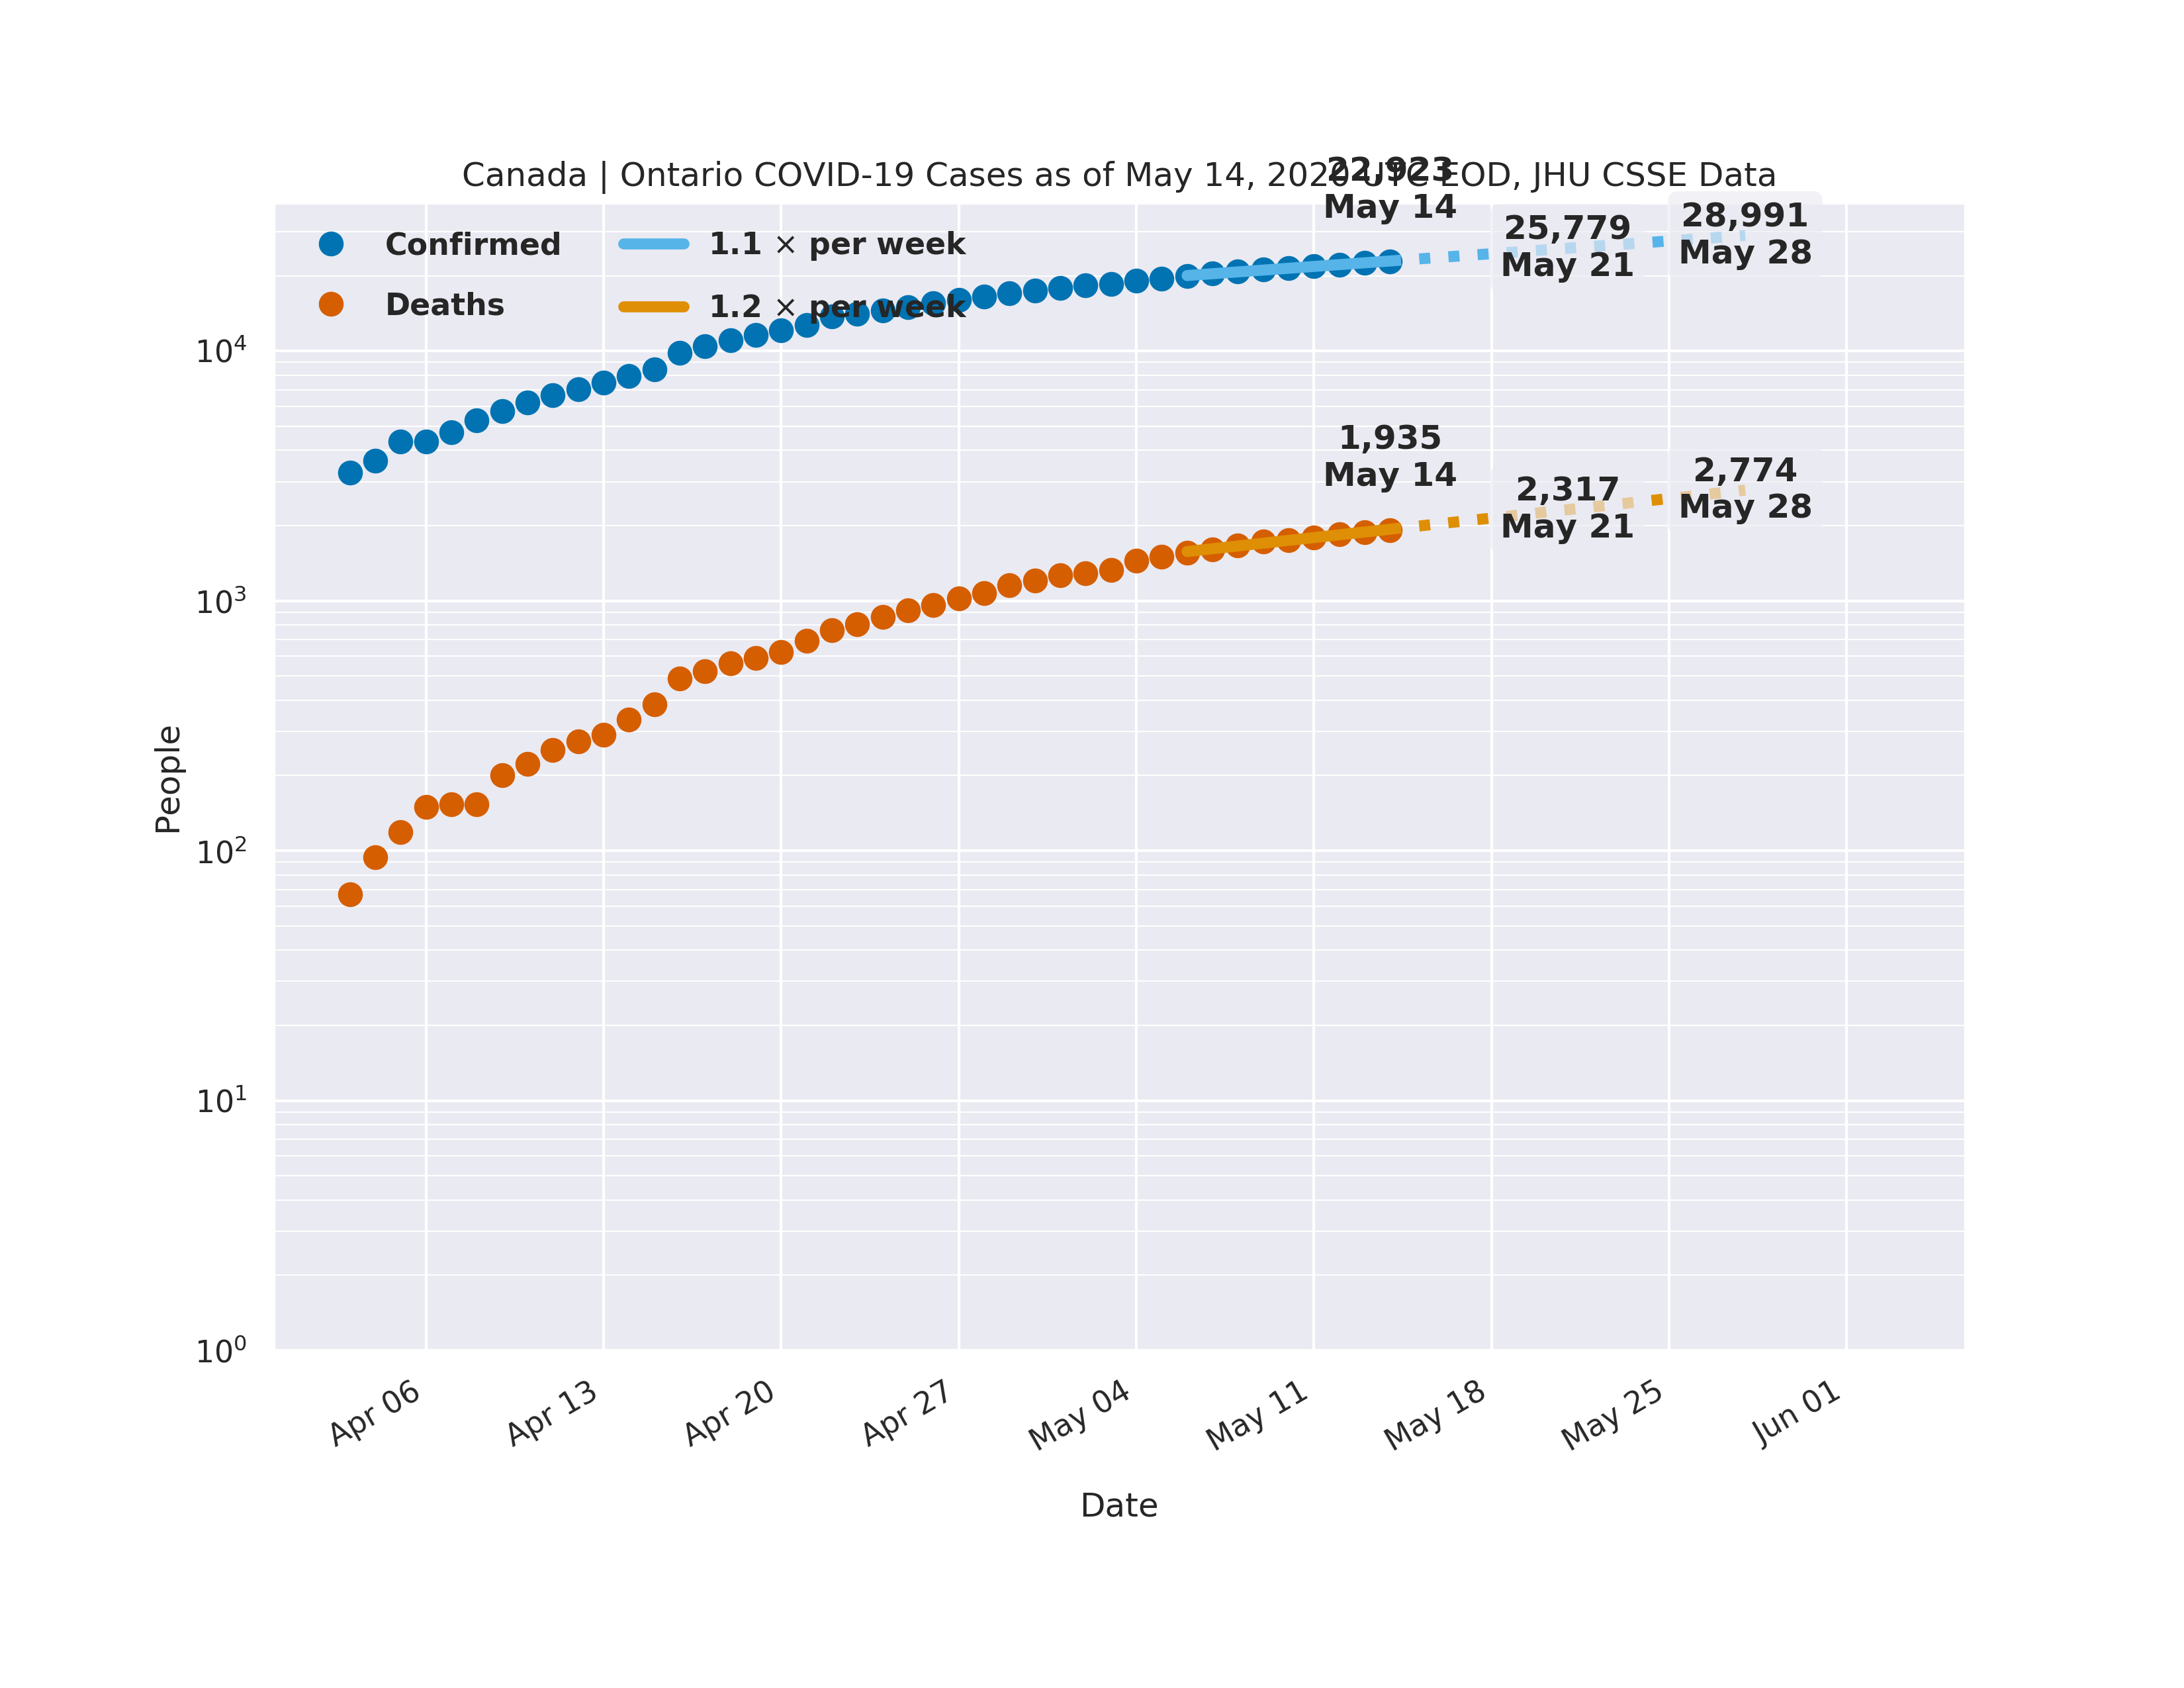 Canada | Ontario COVID-19 Cases as of May 14, 2020 UTC EOD, JHU CSSE Data
22,923
May 14
25,779
May 21
28,991
May 28
Confirmed
1.1 × per week
Deaths
1.2 × per week
1,935
May 14
2,317
May 21
2,774
May 28
People
10⁴
10³
10²
10¹
10⁰
Apr 06
Apr 13
Apr 20
Apr 27
May 04
May 11
May 18
May 25
Jun 01
Date